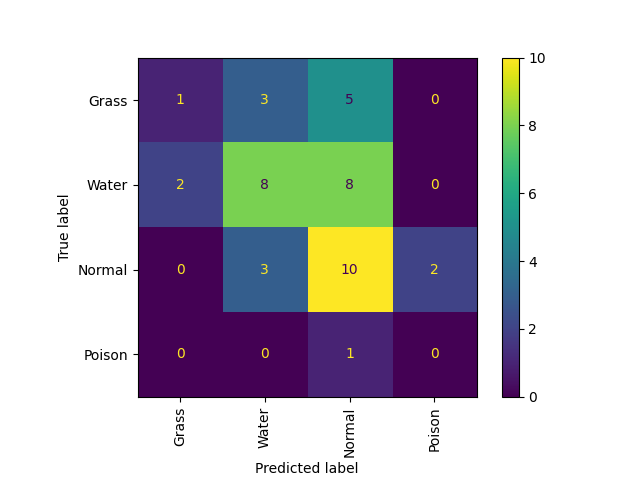 10
Grass 1 3 5 0
8
Water 2 8 8 0
6
True label
4
Normal 0 3 10 2
2
Poison 0 0 1 0
0
Grass Water Normal Poison
Predicted label